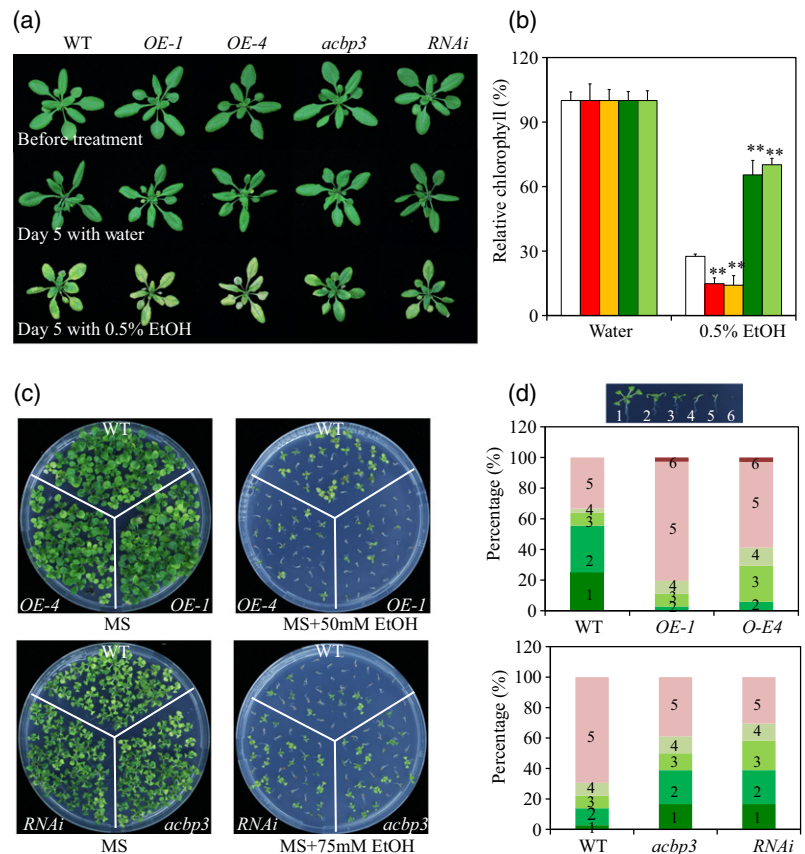 (a)
WT OE-1 OE-4 acbp3 RNAi
Before treatment
Day 5 with water
Day 5 with 0.5% EtOH
(b)
Relative chlorophyll (%)
120
90
60
30
0
** ** ** **
Water 0.5% EtOH
(c)
WT
OE-4 OE-1
MS
WT
OE-4 OE-1
MS+50mM EtOH
WT
RNAi acbp3
MS
WT
RNAi acbp3
MS+75mM EtOH
(d)
1 2 3 4 5 6
Percentage (%)
120
100
80
60
40
20
0
5 4 3 2 1
6 5 4 3 2
6 5 4 3 2
WT OE-1 O-E4
Percentage (%)
120
100
80
60
40
20
0
5 4 3 2 1
5 4 3 2 1
5 4 3 2 1
WT acbp3 RNAi